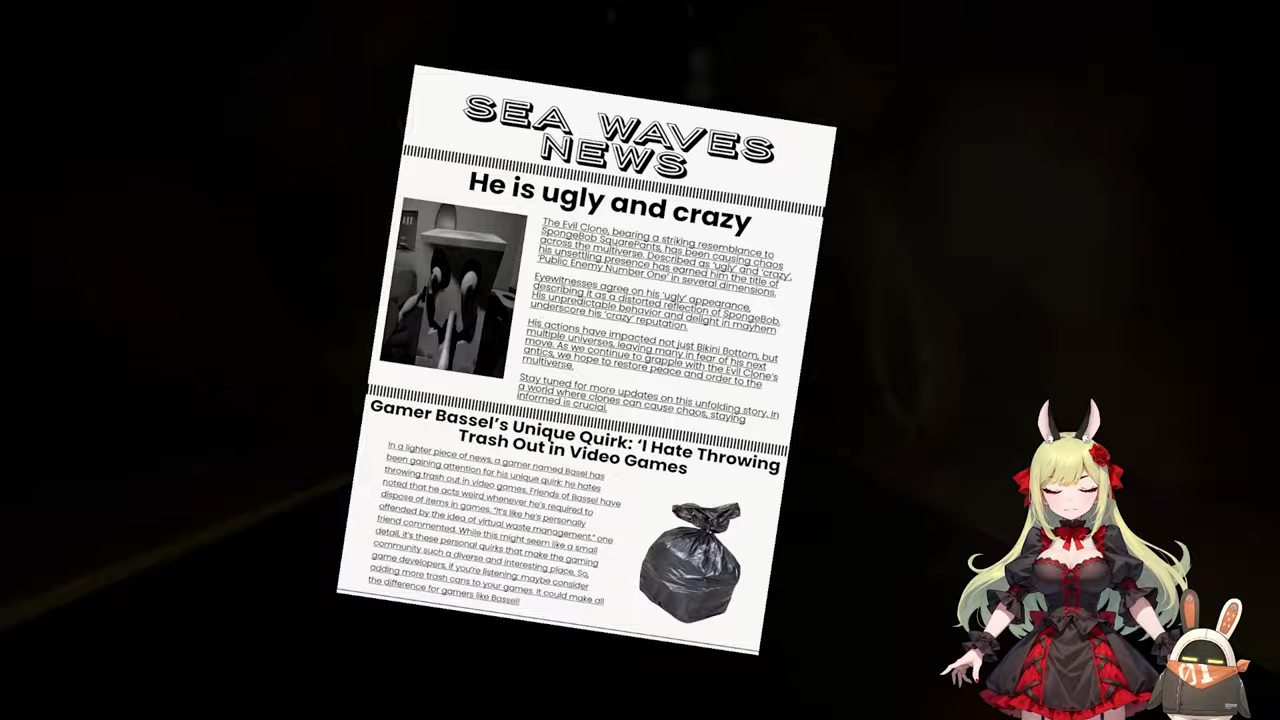 SEA WAVES
NEWS
He is ugly and crazy
The Evil Clone, bearing a striking resemblance to
SpongeBob SquarePants, has been causing chaos
across the multiverse. Described as 'ugly' and 'crazy',
his unsettling presence has earned him the title of
'Public Enemy Number One' in several dimensions.
Eyewitnesses agree on his 'ugly' appearance,
describing it as a distorted reflection of SpongeBob.
His unpredictable behavior and delight in mayhem
underscore his 'crazy' reputation.
His actions have impacted not just Bikini Bottom, but
multiple universes, leaving many in fear of his next
move. As we continue to grapple with the Evil Clone's
antics, we hope to restore peace and order to the
multiverse.
Stay tuned for more updates on this unfolding story. In
a world where clones can cause chaos, staying
informed is crucial.
Gamer Bassel's Unique Quirk: 'I Hate Throwing
Trash Out in Video Games
In a lighter piece of news, a gamer named Basel has
been gaining attention for his unique quirk: he hates
throwing trash out in video games. Friends of Bassel have
noted that he acts weird whenever he's required to
dispose of items in games. "It's like he's personally
offended by the idea of virtual waste management," one
friend commented. While this might seem like a small
detail, it's these personal quirks that make the gaming
community such a diverse and interesting place. So,
game developers, if you're listening: maybe consider
adding more trash cans to your games. It could make all
the difference for gamers like Bassel!
01